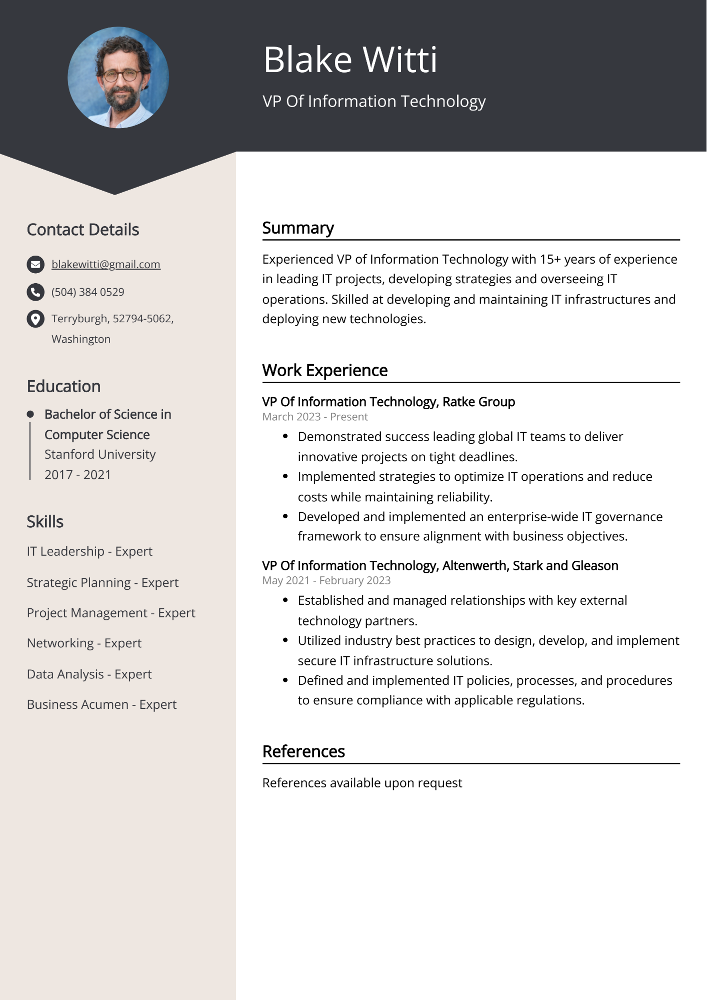 Blake Witti
VP Of Information Technology
Contact Details
blakewitti@gmail.com
(504) 384 0529
Terryburgh, 52794-5062,
Washington
Education
Bachelor of Science in
Computer Science
Stanford University
2017 - 2021
Skills
IT Leadership - Expert
Strategic Planning - Expert
Project Management - Expert
Networking - Expert
Data Analysis - Expert
Business Acumen - Expert
Summary
Experienced VP of Information Technology with 15+ years of experience
in leading IT projects, developing strategies and overseeing IT
operations. Skilled at developing and maintaining IT infrastructures and
deploying new technologies.
Work Experience
VP Of Information Technology, Ratke Group
March 2023 - Present
• Demonstrated success leading global IT teams to deliver
innovative projects on tight deadlines.
• Implemented strategies to optimize IT operations and reduce
costs while maintaining reliability.
• Developed and implemented an enterprise-wide IT governance
framework to ensure alignment with business objectives.
VP Of Information Technology, Altenwerth, Stark and Gleason
May 2021 - February 2023
• Established and managed relationships with key external
technology partners.
• Utilized industry best practices to design, develop, and implement
secure IT infrastructure solutions.
• Defined and implemented IT policies, processes, and procedures
to ensure compliance with applicable regulations.
References
References available upon request